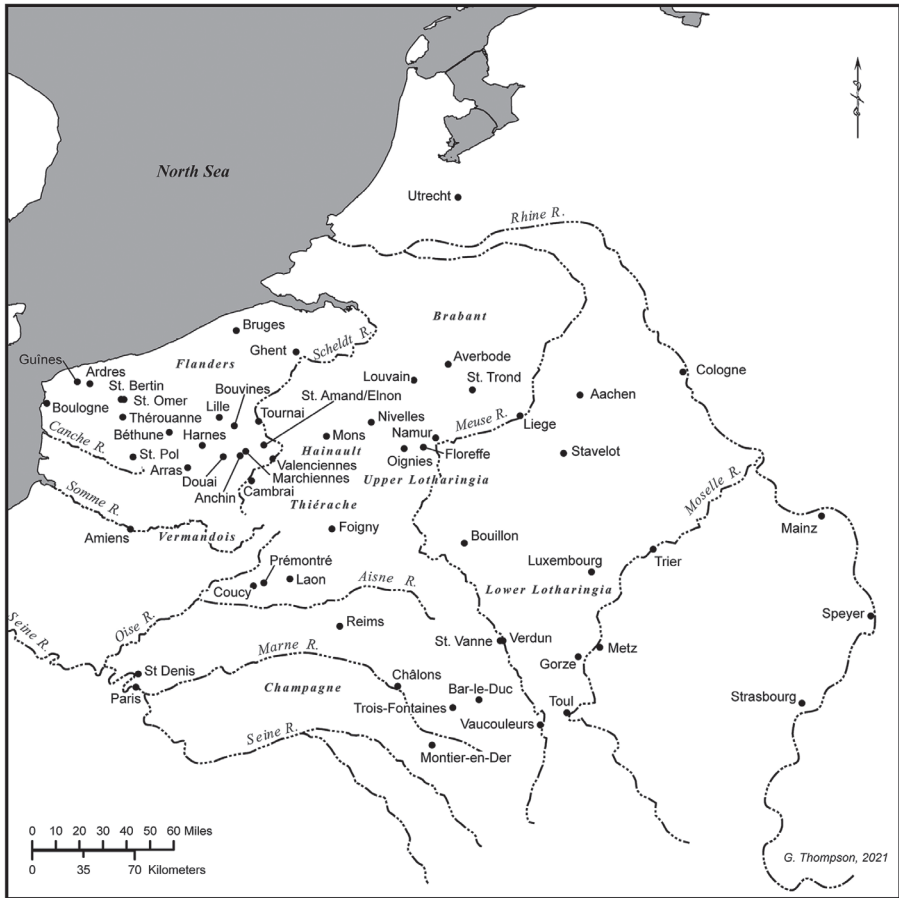 North Sea
Utrecht
Rhine R.
Brabant
Bruges
Ghent
Scheldt R.
Flanders
Guînes
Ardres
St. Bertin
St. Omer
Boulogne
Thérouanne
Lille
Bouvines
Tournai
St. Amand/Elnon
Louvain
Averbode
St. Trond
Aachen
Cologne
Béthune
Harnes
Canche R.
St. Pol
Arras
Douai
Anchin
Cambrai
Marchiennes
Valenciennes
Mons
Hainault
Nivelles
Namur
Oignies
Floreffe
Meuse R.
Liege
Stavelot
Upper Lotharingia
Thiérache
Somme R.
Amiens
Vermandois
Foigny
Bouillon
Moselle R.
Mainz
Luxembourg
Trier
Lower Lotharingia
Prémontré
Coucy
Laon
Aisne R.
Oise R.
Reims
Seine R.
St. Vanne
Verdun
Gorze
Metz
Speyer
Marne R.
St Denis
Paris
Champagne
Châlons
Bar-le-Duc
Trois-Fontaines
Vaucouleurs
Toul
Strasbourg
Seine R.
Montier-en-Der
0 10 20 30 40 50 60 Miles
0 35 70 Kilometers
G. Thompson, 2021